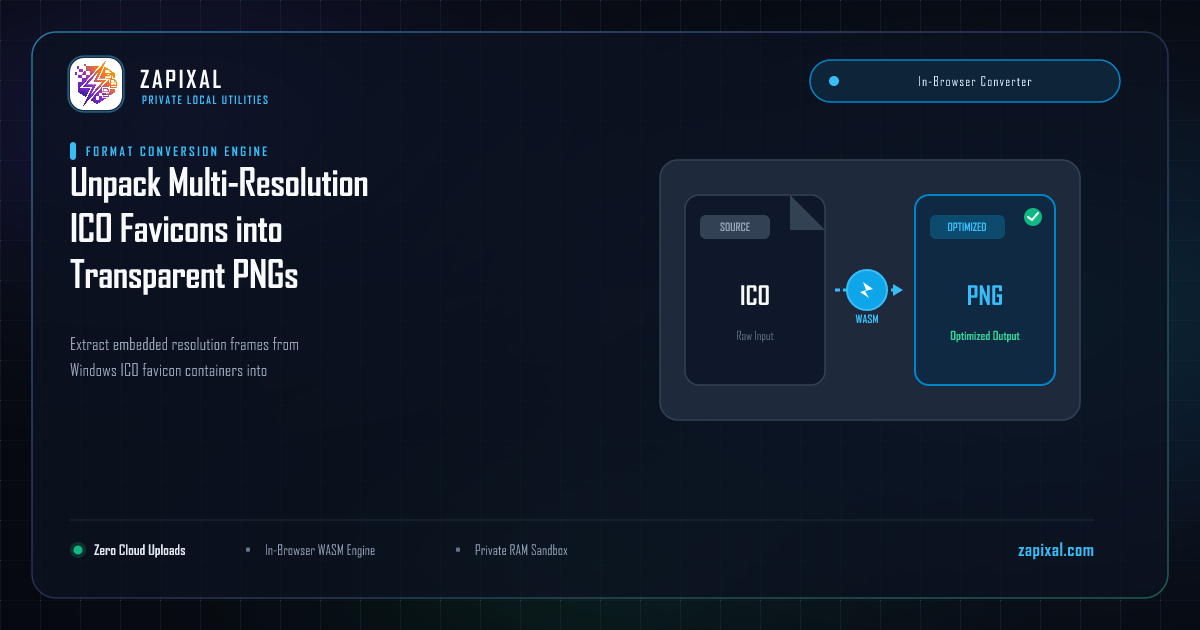 ZAPIXAL
PRIVATE LOCAL UTILITIES
In-Browser Converter
FORMAT CONVERSION ENGINE
Unpack Multi-Resolution
ICO Favicons into
Transparent PNGs
Extract embedded resolution frames from
Windows ICO favicon containers into
SOURCE
ICO
Raw Input
WASM
OPTIMIZED
PNG
Optimized Output
Zero Cloud Uploads
In-Browser WASM Engine
Private RAM Sandbox
zapixal.com